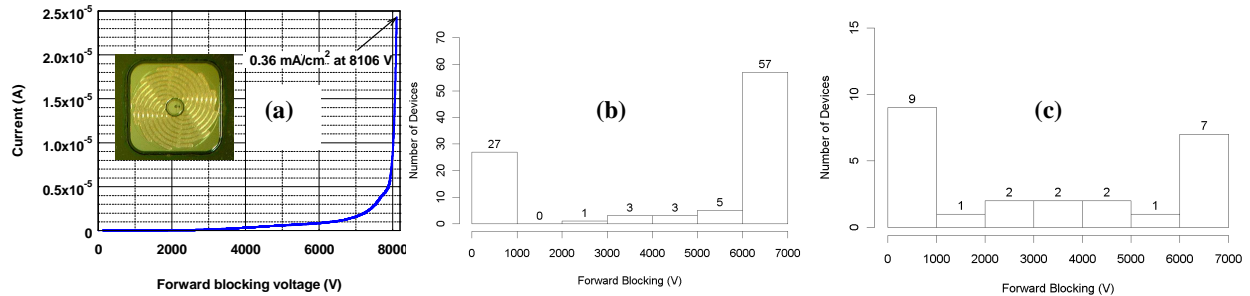 2.5x10⁻⁵
2.0x10⁻⁵
1.5x10⁻⁵
1.0x10⁻⁵
0.5x10⁻⁵
0
Current (A)
0.36 mA/cm² at 8106 V
(a)
0 2000 4000 6000 8000
Forward blocking voltage (V)
70
60
50
40
30
20
10
0
Number of Devices
(b)
27 0 1 3 3 5 57
0 1000 2000 3000 4000 5000 6000 7000
Forward Blocking (V)
15
10
5
0
Number of Devices
(c)
9 1 2 2 2 1 7
0 1000 2000 3000 4000 5000 6000 7000
Forward Blocking (V)